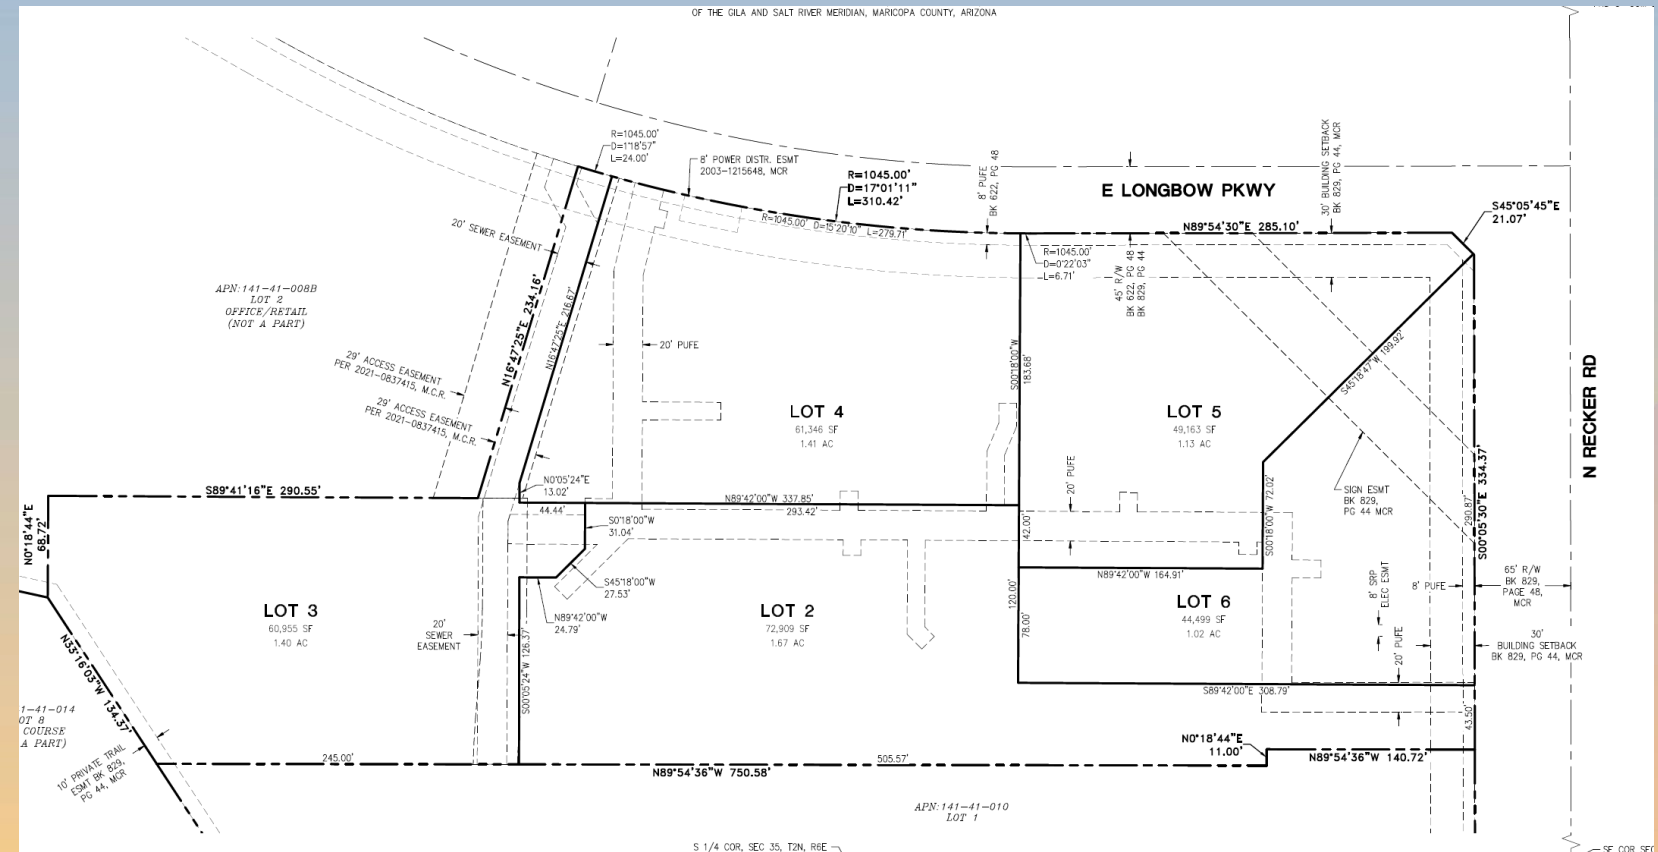 OF THE GILA AND SALT RIVER MERIDIAN, MARICOPA COUNTY, ARIZONA
R=1045.00'
D=1°18'57"
L=24.00'
8' POWER DISTR. ESMT
2003-1215648, MCR
R=1045.00'
D=17°01'11"
L=310.42'
R=1045.00' D=15°20'10" L=279.71'
8' PUFE
BK 622, PG 48
E LONGBOW PKWY
30' BUILDING SETBACK
BK 829, PG 44, MCR
S45°05'45"E
21.07'
N89°54'30"E 285.10'
R=1045.00'
D=0°22'03"
L=6.71'
45' R/W
BK 622, PG 48
BK 829, PG 44
20' SEWER EASEMENT
APN:141-41-008B
LOT 2
OFFICE/RETAIL
(NOT A PART)
N16°47'25"E 234.16'
N16°47'25"E 216.67'
20' PUFE
29' ACCESS EASEMENT
PER 2021-0837415, M.C.R.
29' ACCESS EASEMENT
PER 2021-0837415, M.C.R.
S00°18'00"W
183.68'
S45°18'47"W 199.92'
N RECKER RD
LOT 4
61,346 SF
1.41 AC
LOT 5
49,163 SF
1.13 AC
S89°41'16"E 290.55'
N0°05'24"E
13.02'
N89°42'00"W 337.85'
44.44'
293.42'
20' PUFE
S00°18'00"W 72.02'
SIGN ESMT
BK 829,
PG 44 MCR
290.87'
S00°05'30"E 334.37'
N0°18'44"E
68.72'
S0°18'00"W
31.04'
42.00'
S45°18'00"W
27.53'
N89°42'00"W 164.91'
N89°42'00"W
24.79'
120.00'
78.00'
LOT 3
60,955 SF
1.40 AC
20'
SEWER
EASEMENT
LOT 2
72,909 SF
1.67 AC
LOT 6
44,499 SF
1.02 AC
8' SRP
ELEC ESMT
8' PUFE
65' R/W
BK 829,
PAGE 48,
MCR
20' PUFE
30'
BUILDING SETBACK
BK 829, PG 44, MCR
N33°16'03"W 134.37'
S00°05'24"W 126.37'
S89°42'00"E 308.79'
43.50'
1-41-014
OT 8
COURSE
A PART)
10' PRIVATE TRAIL
ESMT BK 829,
PG 44, MCR
245.00'
N89°54'36"W 750.58'
505.57'
N0°18'44"E
11.00'
N89°54'36"W 140.72'
APN:141-41-010
LOT 1
S 1/4 COR, SEC 35, T2N, R6E
SE COR SEC